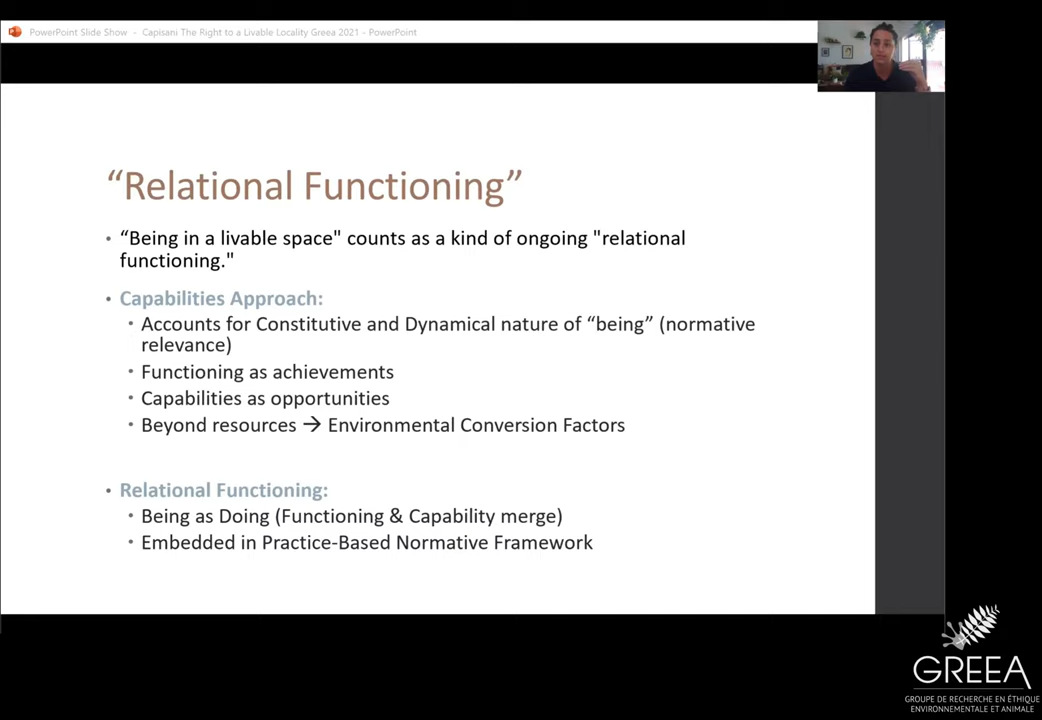 PowerPoint Slide Show - Capisani The Right to a Livable Locality Greea 2021 - PowerPoint
“Relational Functioning”
• “Being in a livable space" counts as a kind of ongoing "relational
functioning."
• Capabilities Approach:
• Accounts for Constitutive and Dynamical nature of “being” (normative
relevance)
• Functioning as achievements
• Capabilities as opportunities
• Beyond resources → Environmental Conversion Factors
• Relational Functioning:
• Being as Doing (Functioning & Capability merge)
• Embedded in Practice-Based Normative Framework
GREEA
GROUPE DE RECHERCHE EN ÉTHIQUE
ENVIRONNEMENTALE ET ANIMALE